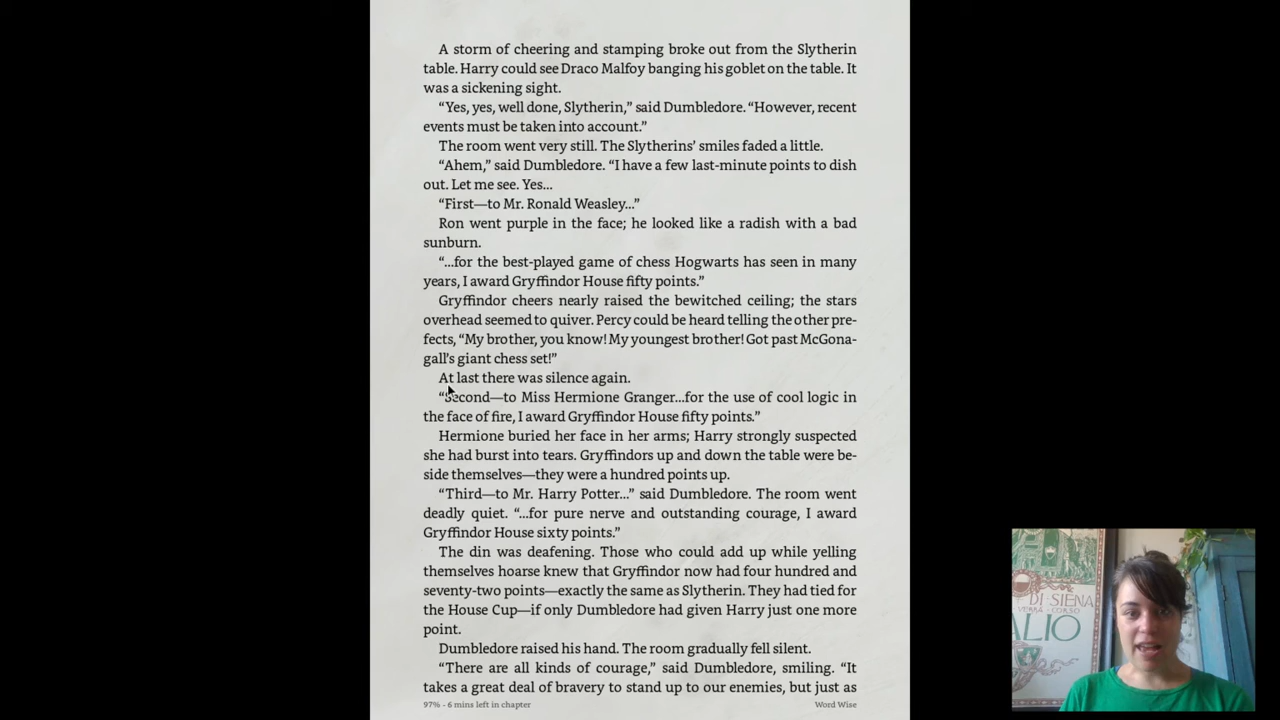 A storm of cheering and stamping broke out from the Slytherin
table. Harry could see Draco Malfoy banging his goblet on the table. It
was a sickening sight.
“Yes, yes, well done, Slytherin,” said Dumbledore. “However, recent
events must be taken into account.”
The room went very still. The Slytherins’ smiles faded a little.
“Ahem,” said Dumbledore. “I have a few last-minute points to dish
out. Let me see. Yes...
“First—to Mr. Ronald Weasley...”
Ron went purple in the face; he looked like a radish with a bad
sunburn.
“...for the best-played game of chess Hogwarts has seen in many
years, I award Gryffindor House fifty points.”
Gryffindor cheers nearly raised the bewitched ceiling; the stars
overhead seemed to quiver. Percy could be heard telling the other pre-
fects, “My brother, you know! My youngest brother! Got past McGona-
gall’s giant chess set!”
At last there was silence again.
“Second—to Miss Hermione Granger...for the use of cool logic in
the face of fire, I award Gryffindor House fifty points.”
Hermione buried her face in her arms; Harry strongly suspected
she had burst into tears. Gryffindors up and down the table were be-
side themselves—they were a hundred points up.
“Third—to Mr. Harry Potter...” said Dumbledore. The room went
deadly quiet. “...for pure nerve and outstanding courage, I award
Gryffindor House sixty points.”
The din was deafening. Those who could add up while yelling
themselves hoarse knew that Gryffindor now had four hundred and
seventy-two points—exactly the same as Slytherin. They had tied for
the House Cup—if only Dumbledore had given Harry just one more
point.
Dumbledore raised his hand. The room gradually fell silent.
“There are all kinds of courage,” said Dumbledore, smiling. “It
takes a great deal of bravery to stand up to our enemies, but just as
97% - 6 mins left in chapter
Word Wise
DI SIENA
CORSO
ALIO